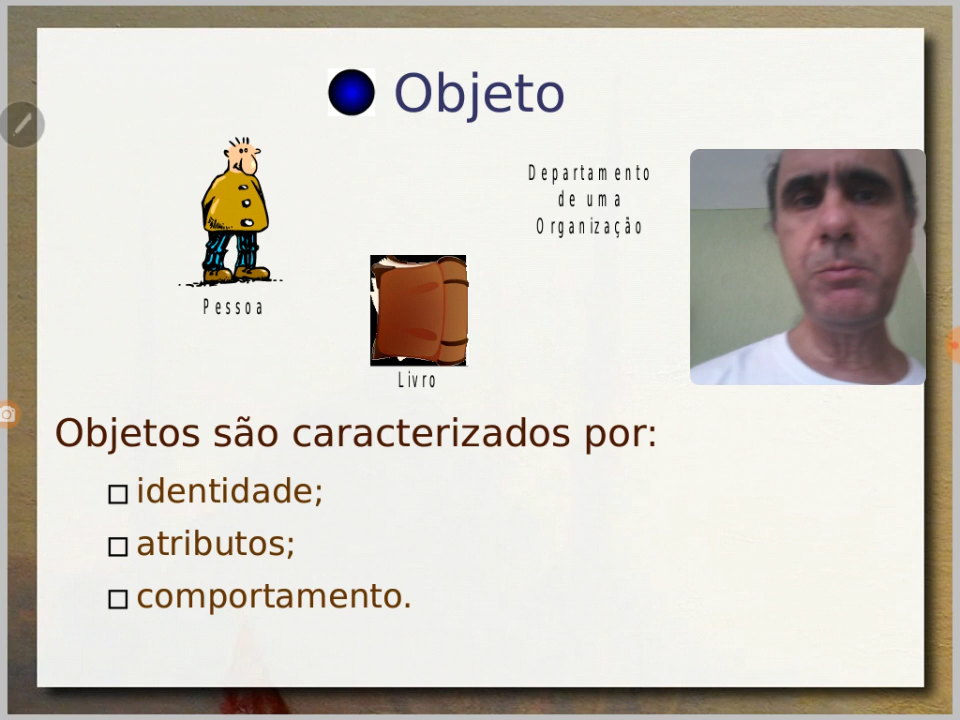 Objeto
Departamento
de uma
Organização
Pessoa
Livro
Objetos são caracterizados por:
identidade;
atributos;
comportamento.